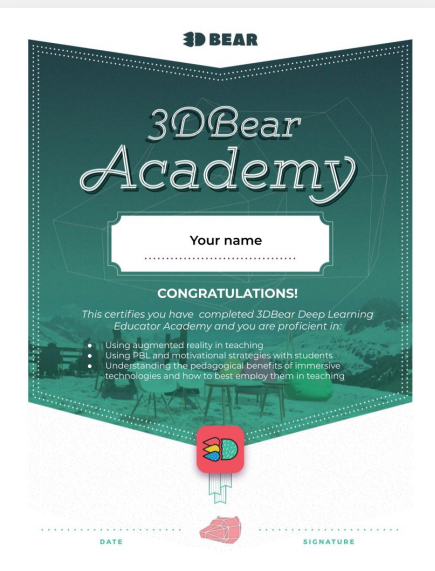 3D BEAR
3DBear
Academy
Your name
CONGRATULATIONS!
This certifies you have completed 3DBear Deep Learning
Educator Academy and you are proficient in:
● Using augmented reality in teaching
● Using PBL and motivational strategies with students
● Understanding the pedagogical benefits of immersive
technologies and how to best employ them in teaching
3D
DATE
SIGNATURE